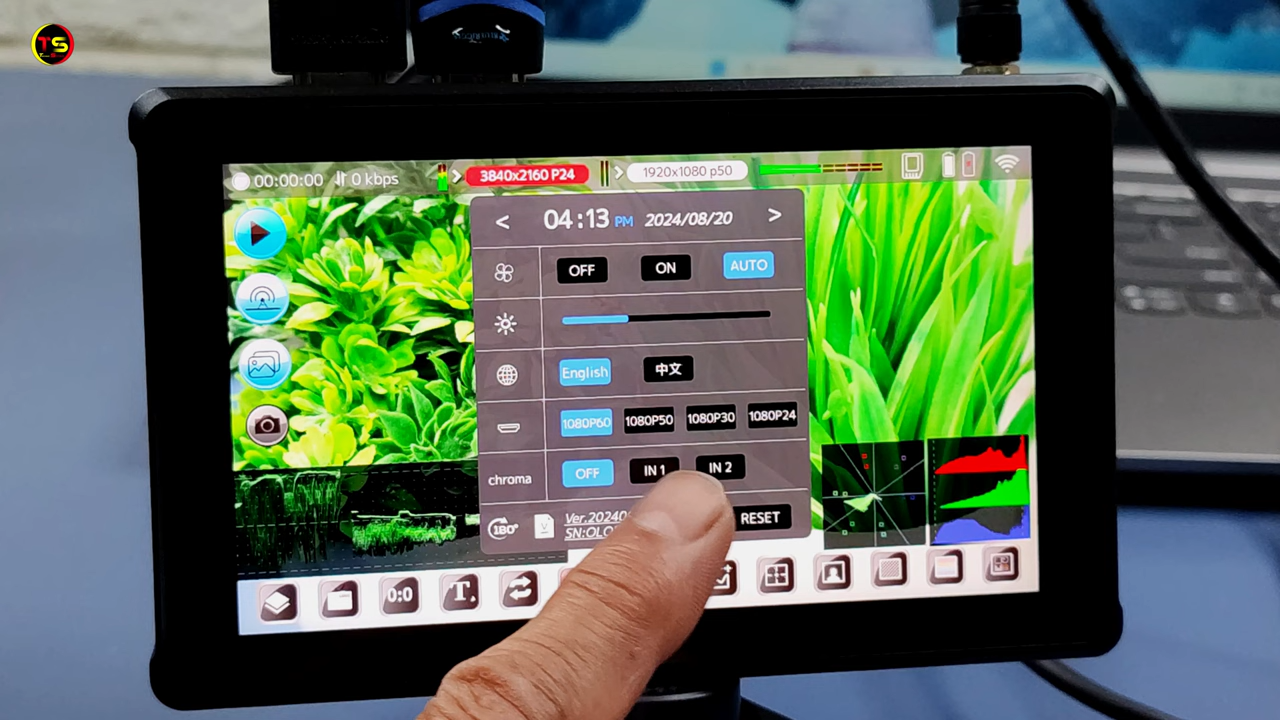 TS
00:00:00 0 kbps
3840x2160 P24
1920x1080 p50
< 04:13 PM 2024/08/20 >
OFF ON AUTO
English 中文
1080P60 1080P50 1080P30 1080P24
chroma OFF IN 1 IN 2
180° V RESET
0:0 T